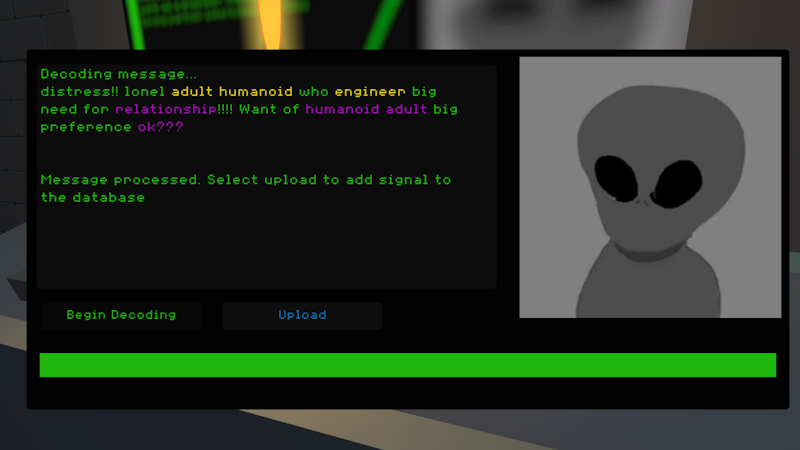 Decoding message...
distress!! lonel adult humanoid who engineer big
need for relationship!!!! Want of humanoid adult big
preference ok???
Message processed. Select upload to add signal to
the database
Begin Decoding
Upload